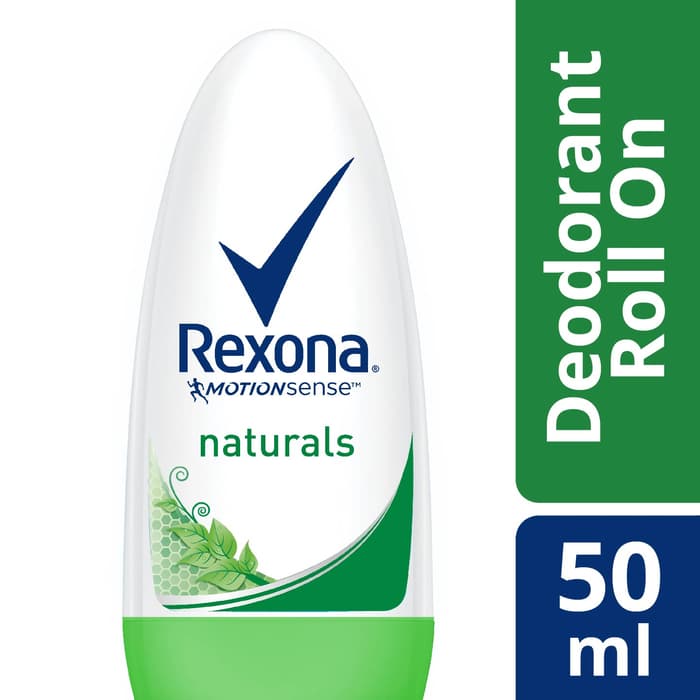 Rexona®
MOTIONsense™
naturals
Deodorant
Roll On
50
ml